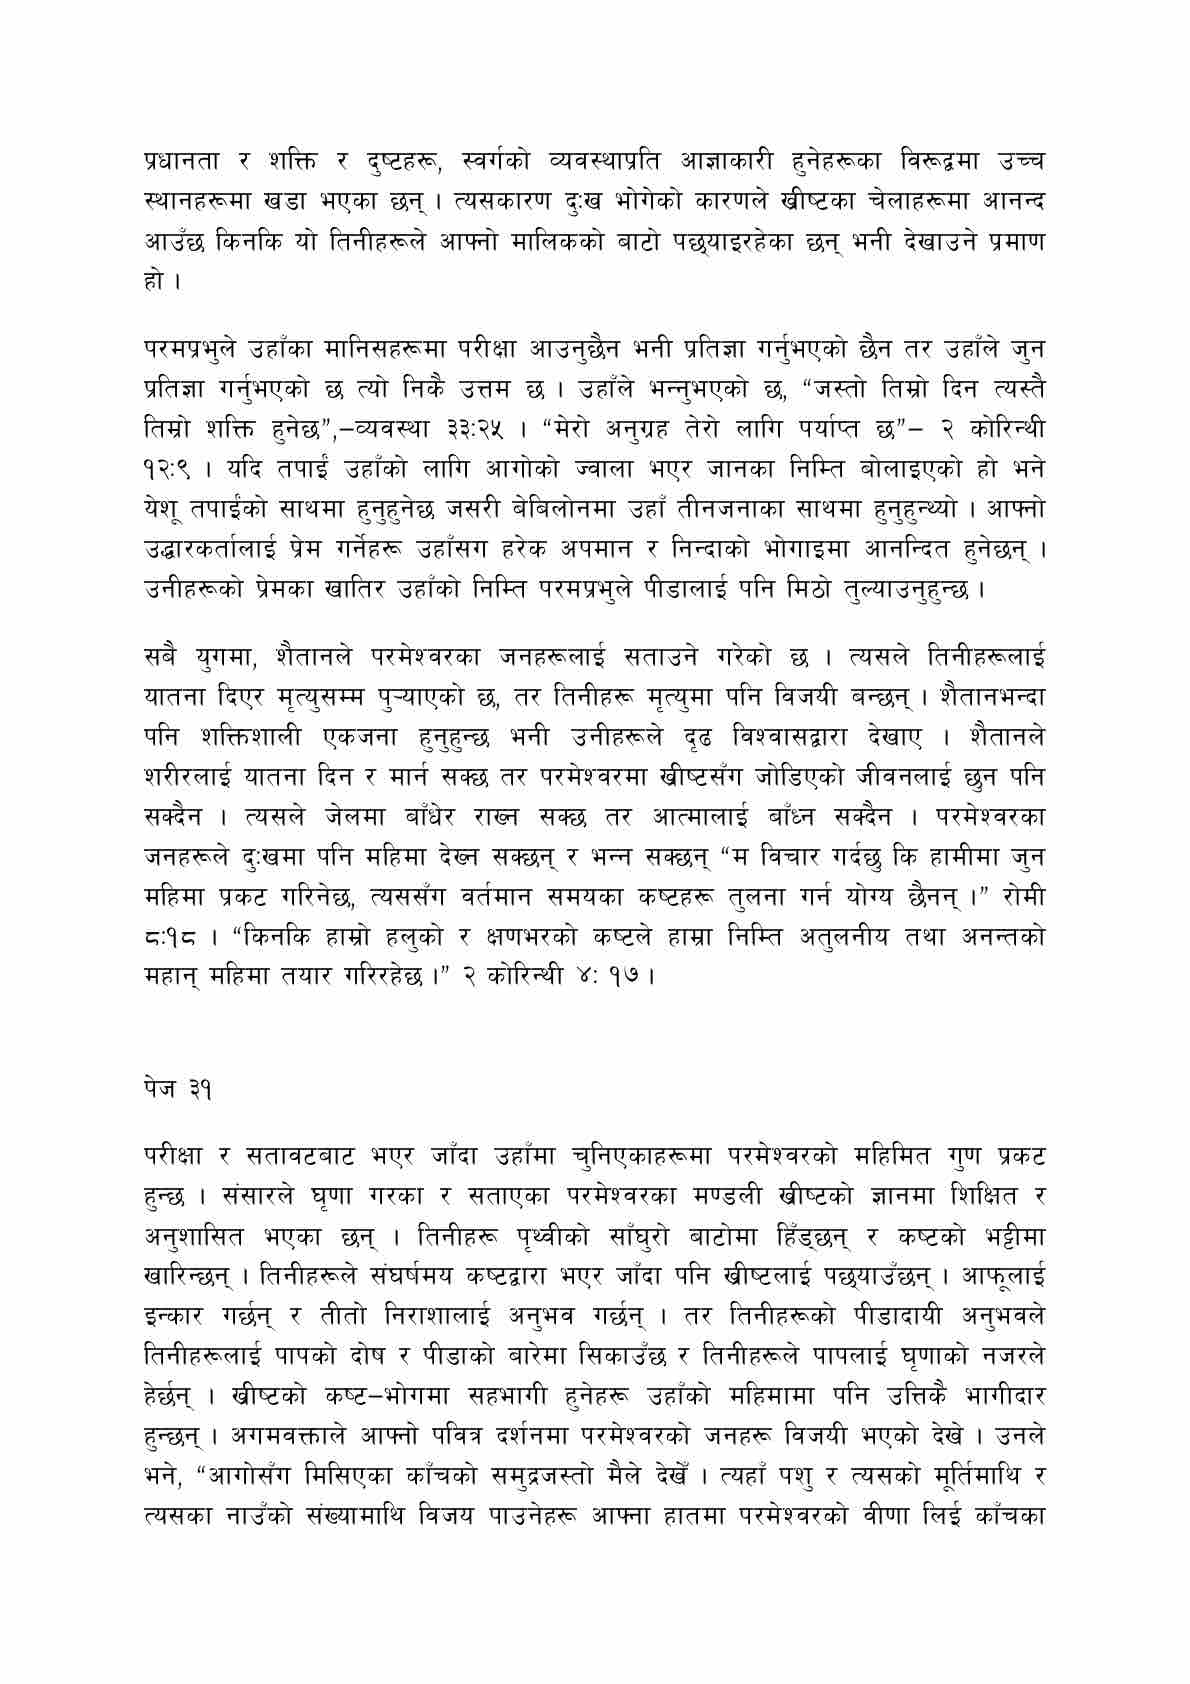 प्रधानता र शक्ति र दुष्टहरू, स्वर्गको व्यवस्थाप्रति आज्ञाकारी हुनेहरूका विरूद्वमा उच्च
स्थानहरूमा खडा भएका छन् । त्यसकारण दुःख भोगेको कारणले ख्रीष्टका चेलाहरूमा आनन्द
आउँछ किनकि यो तिनीहरूले आफ्नो मालिकको बाटो पछ्याइरहेका छन् भनी देखाउने प्रमाण
हो ।
परमप्रभुले उहाँका मानिसहरूमा परीक्षा आउनुछैन भनी प्रतिज्ञा गर्नुभएको छैन तर उहाँले जुन
प्रतिज्ञा गर्नुभएको छ त्यो निकै उत्तम छ । उहाँले भन्नुभएको छ, “जस्तो तिम्रो दिन त्यस्तै
तिम्रो शक्ति हुनेछ”,–व्यवस्था ३३:२५ । “मेरो अनुग्रह तेरो लागि पर्याप्त छ”– २ कोरिन्थी
१२:९ । यदि तपाईं उहाँको लागि आगोको ज्वाला भएर जानका निम्ति बोलाइएको हो भने
येशू तपाईंको साथमा हुनुहुनेछ जसरी बेबिलोनमा उहाँ तीनजनाका साथमा हुनुहुन्थ्यो । आफ्नो
उद्धारकर्तालाई प्रेम गर्नेहरू उहाँसग हरेक अपमान र निन्दाको भोगाइमा आनन्दित हुनेछन् ।
उनीहरूको प्रेमका खातिर उहाँको निम्ति परमप्रभुले पीडालाई पनि मिठो तुल्याउनुहुन्छ ।
सबै युगमा, शैतानले परमेश्वरका जनहरूलाई सताउने गरेको छ । त्यसले तिनीहरूलाई
यातना दिएर मृत्युसम्म पुर्‍याएको छ, तर तिनीहरू मृत्युमा पनि विजयी बन्छन् । शैतानभन्दा
पनि शक्तिशाली एकजना हुनुहुन्छ भनी उनीहरूले दृढ विश्वासद्वारा देखाए । शैतानले
शरीरलाई यातना दिन र मार्न सक्छ तर परमेश्वरमा ख्रीष्टसँग जोडिएको जीवनलाई छुन पनि
सक्दैन । त्यसले जेलमा बाँधेर राख्न सक्छ तर आत्मालाई बाँध्न सक्दैन । परमेश्वरका
जनहरूले दुःखमा पनि महिमा देख्न सक्छन् र भन्न सक्छन् “म विचार गर्दछु कि हामीमा जुन
महिमा प्रकट गरिनेछ, त्यससँग वर्तमान समयका कष्टहरू तुलना गर्न योग्य छैनन् ।” रोमी
८:१८ । “किनकि हाम्रो हलुको र क्षणभरको कष्टले हाम्रा निम्ति अतुलनीय तथा अनन्तको
महान् महिमा तयार गरिरहेछ ।” २ कोरिन्थी ४: १७ ।
पेज ३१
परीक्षा र सतावटबाट भएर जाँदा उहाँमा चुनिएकाहरूमा परमेश्वरको महिमित गुण प्रकट
हुन्छ । संसारले घृणा गरका र सताएका परमेश्वरका मण्डली ख्रीष्टको ज्ञानमा शिक्षित र
अनुशासित भएका छन् । तिनीहरू पृथ्वीको साँघुरो बाटोमा हिँड्छन् र कष्टको भट्टीमा
खारिन्छन् । तिनीहरूले संघर्षमय कष्टद्वारा भएर जाँदा पनि ख्रीष्टलाई पछ्याउँछन् । आफूलाई
इन्कार गर्छन् र तीतो निराशालाई अनुभव गर्छन् । तर तिनीहरूको पीडादायी अनुभवले
तिनीहरूलाई पापको दोष र पीडाको बारेमा सिकाउँछ र तिनीहरूले पापलाई घृणाको नजरले
हेर्छन् । ख्रीष्टको कष्ट–भोगमा सहभागी हुनेहरू उहाँको महिमामा पनि उत्तिकै भागीदार
हुन्छन् । अगमवक्ताले आफ्नो पवित्र दर्शनमा परमेश्वरको जनहरू विजयी भएको देखे । उनले
भने, “आगोसँग मिसिएका काँचको समुद्रजस्तो मैले देखेँ । त्यहाँ पशु र त्यसको मूर्तिमाथि र
त्यसका नाउँको संख्यामाथि विजय पाउनेहरू आफ्ना हातमा परमेश्वरको वीणा लिई काँचका